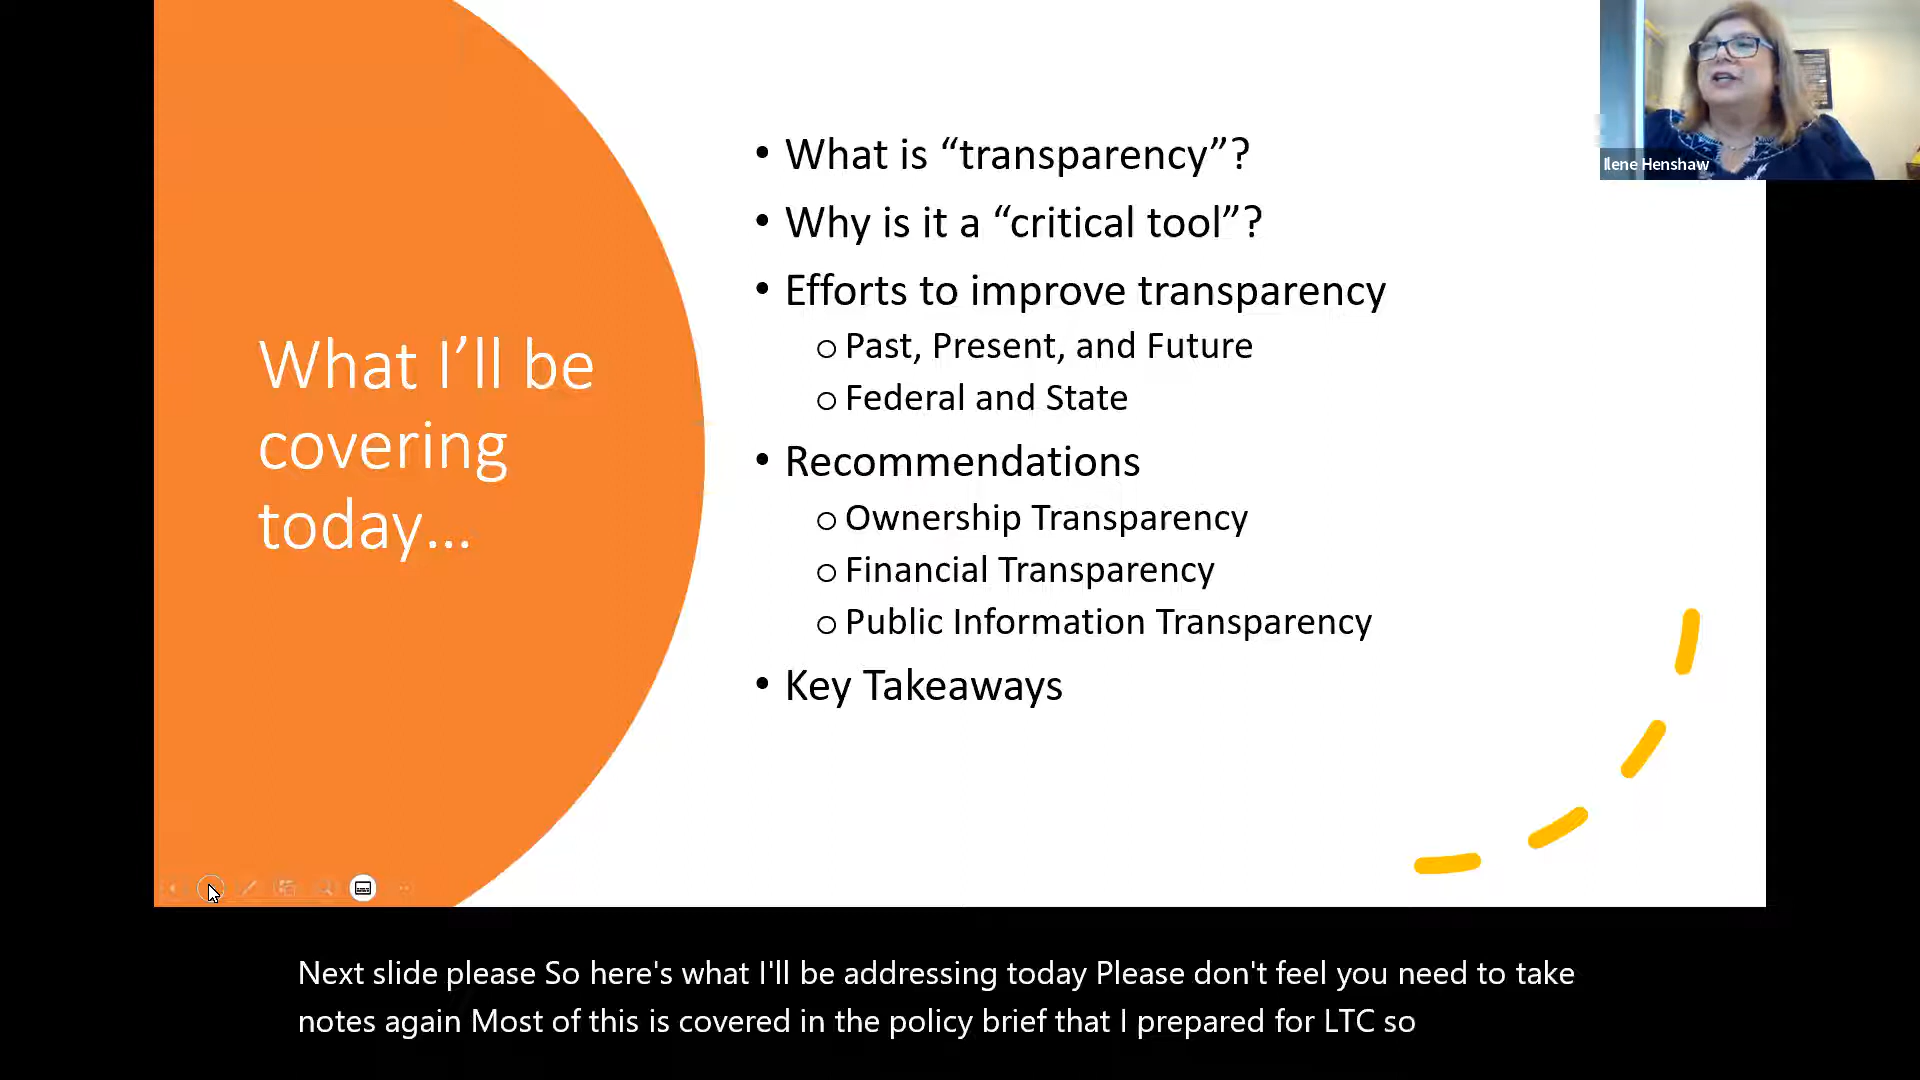 What I’ll be
covering
today...
• What is “transparency”?
• Why is it a “critical tool”?
• Efforts to improve transparency
o Past, Present, and Future
o Federal and State
• Recommendations
o Ownership Transparency
o Financial Transparency
o Public Information Transparency
• Key Takeaways
Ilene Henshaw
Next slide please So here's what I'll be addressing today Please don't feel you need to take
notes again Most of this is covered in the policy brief that I prepared for LTC so